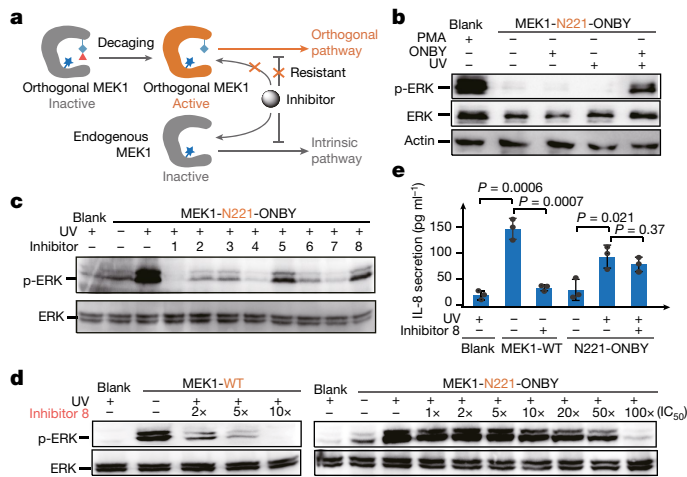 a
Decaging
Orthogonal pathway
Orthogonal MEK1 Inactive
Orthogonal MEK1 Active
Resistant
Inhibitor
Endogenous MEK1
Inactive
Intrinsic pathway
b
Blank MEK1-N221-ONBY
PMA + – – – –
ONBY – – + – +
UV – – – + +
p-ERK
ERK
Actin
c
Blank MEK1-N221-ONBY
UV + – + + + + + + + + +
Inhibitor – – – 1 2 3 4 5 6 7 8
p-ERK
ERK
e
IL-8 secretion (pg ml⁻¹)
P = 0.0006
P = 0.0007
P = 0.021
P = 0.37
150
100
50
0
UV + – – – + +
Inhibitor 8 – – + – – +
Blank MEK1-WT N221-ONBY
d
Blank MEK1-WT
UV + – + + +
Inhibitor 8 – – 2× 5× 10×
p-ERK
ERK
Blank MEK1-N221-ONBY
+ – + + + + + + + +
– – – 1× 2× 5× 10× 20× 50× 100× (IC₅₀)